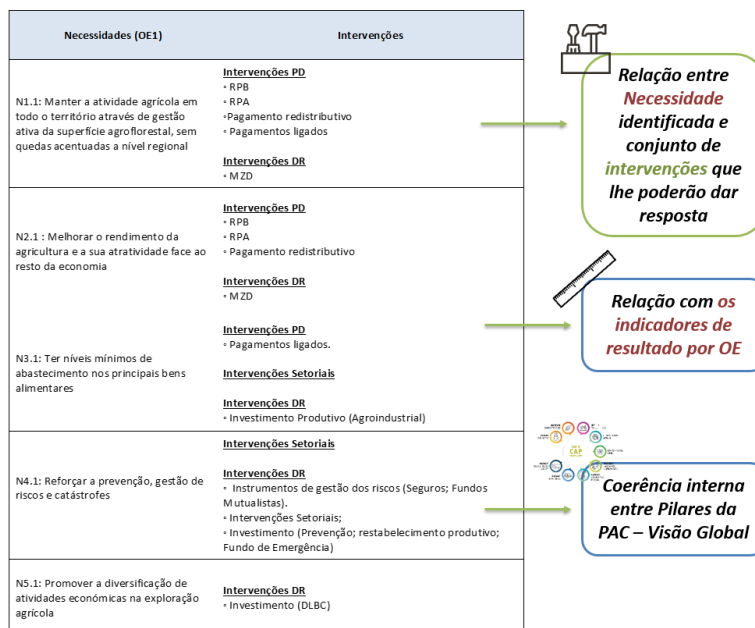 Necessidades (OE1)
Intervenções
N1.1: Manter a atividade agrícola em
todo o território através de gestão
ativa da superfície agroflorestal, sem
quedas acentuadas a nível regional
Intervenções PD
◦ RPB
◦ RPA
◦Pagamento redistributivo
◦ Pagamentos ligados
Intervenções DR
◦ MZD
N2.1 : Melhorar o rendimento da
agricultura e a sua atratividade face ao
resto da economia
Intervenções PD
◦ RPB
◦ RPA
◦ Pagamento redistributivo
Intervenções DR
◦ MZD
N3.1: Ter níveis mínimos de
abastecimento nos principais bens
alimentares
Intervenções PD
◦ Pagamentos ligados.
Intervenções Setoriais
Intervenções DR
◦ Investimento Produtivo (Agroindustrial)
N4.1: Reforçar a prevenção, gestão de
riscos e catástrofes
Intervenções Setoriais
Intervenções DR
◦ Instrumentos de gestão dos riscos (Seguros; Fundos
Mutualistas).
◦ Intervenções Setoriais;
◦ Investimento (Prevenção; restabelecimento produtivo;
Fundo de Emergência)
N5.1: Promover a diversificação de
atividades económicas na exploração
agrícola
Intervenções DR
◦ Investimento (DLBC)
Relação entre
Necessidade
identificada e
conjunto de
intervenções que
lhe poderão dar
resposta
Relação com os
indicadores de
resultado por OE
CAP
Coerência interna
entre Pilares da
PAC – Visão Global